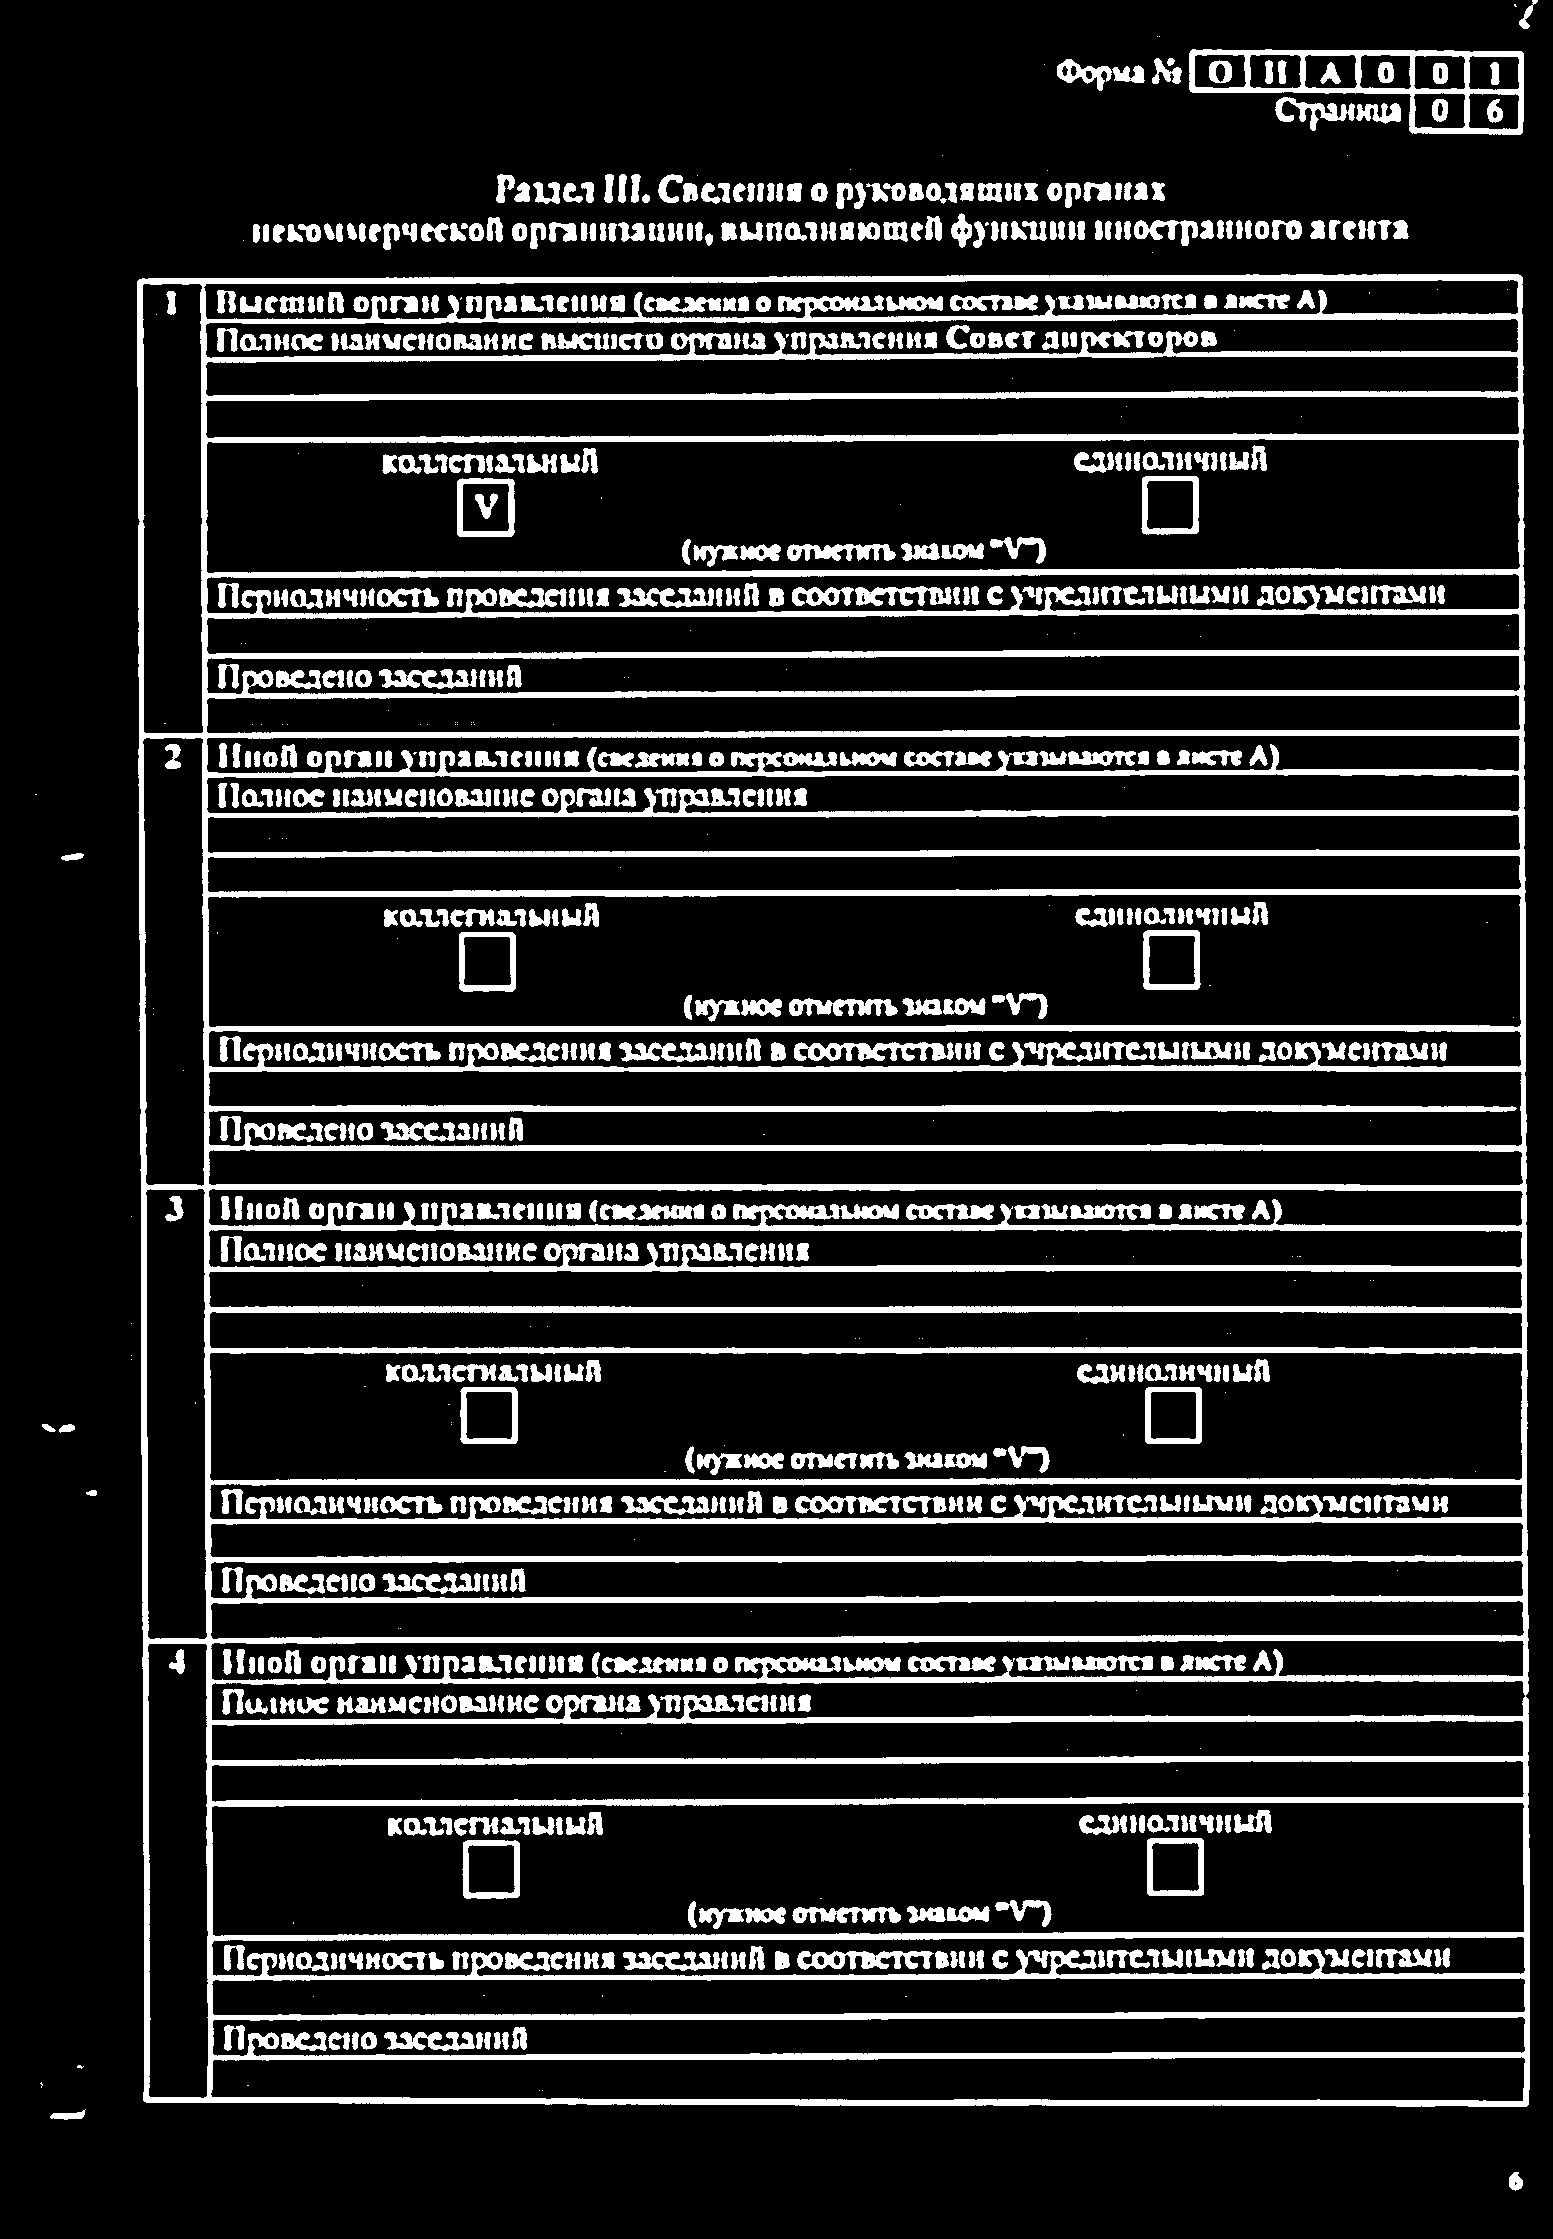 Форма № О И А 0 0 1
Страница 0 6
Раздел III. Сведения о руководящих органах
некоммерческой организации, выполняющей функции иностранного агента
1 Высший орган управления (сведения о персональном составе указываются в листе А)
Полное наименование высшего органа управления Совет директоров
коллегиальный единоличный
V
(нужное отметить знаком "V")
Периодичность проведения заседаний в соответствии с учредительными документами
Проведено заседаний
2 Иной орган управления (сведения о персональном составе указываются в листе А)
Полное наименование органа управления
коллегиальный единоличный
(нужное отметить знаком "V")
Периодичность проведения заседаний в соответствии с учредительными документами
Проведено заседаний
3 Иной орган управления (сведения о персональном составе указываются в листе А)
Полное наименование органа управления
коллегиальный единоличный
(нужное отметить знаком "V")
Периодичность проведения заседаний в соответствии с учредительными документами
Проведено заседаний
4 Иной орган управления (сведения о персональном составе указываются в листе А)
Полное наименование органа управления
коллегиальный единоличный
(нужное отметить знаком "V")
Периодичность проведения заседаний в соответствии с учредительными документами
Проведено заседаний
6